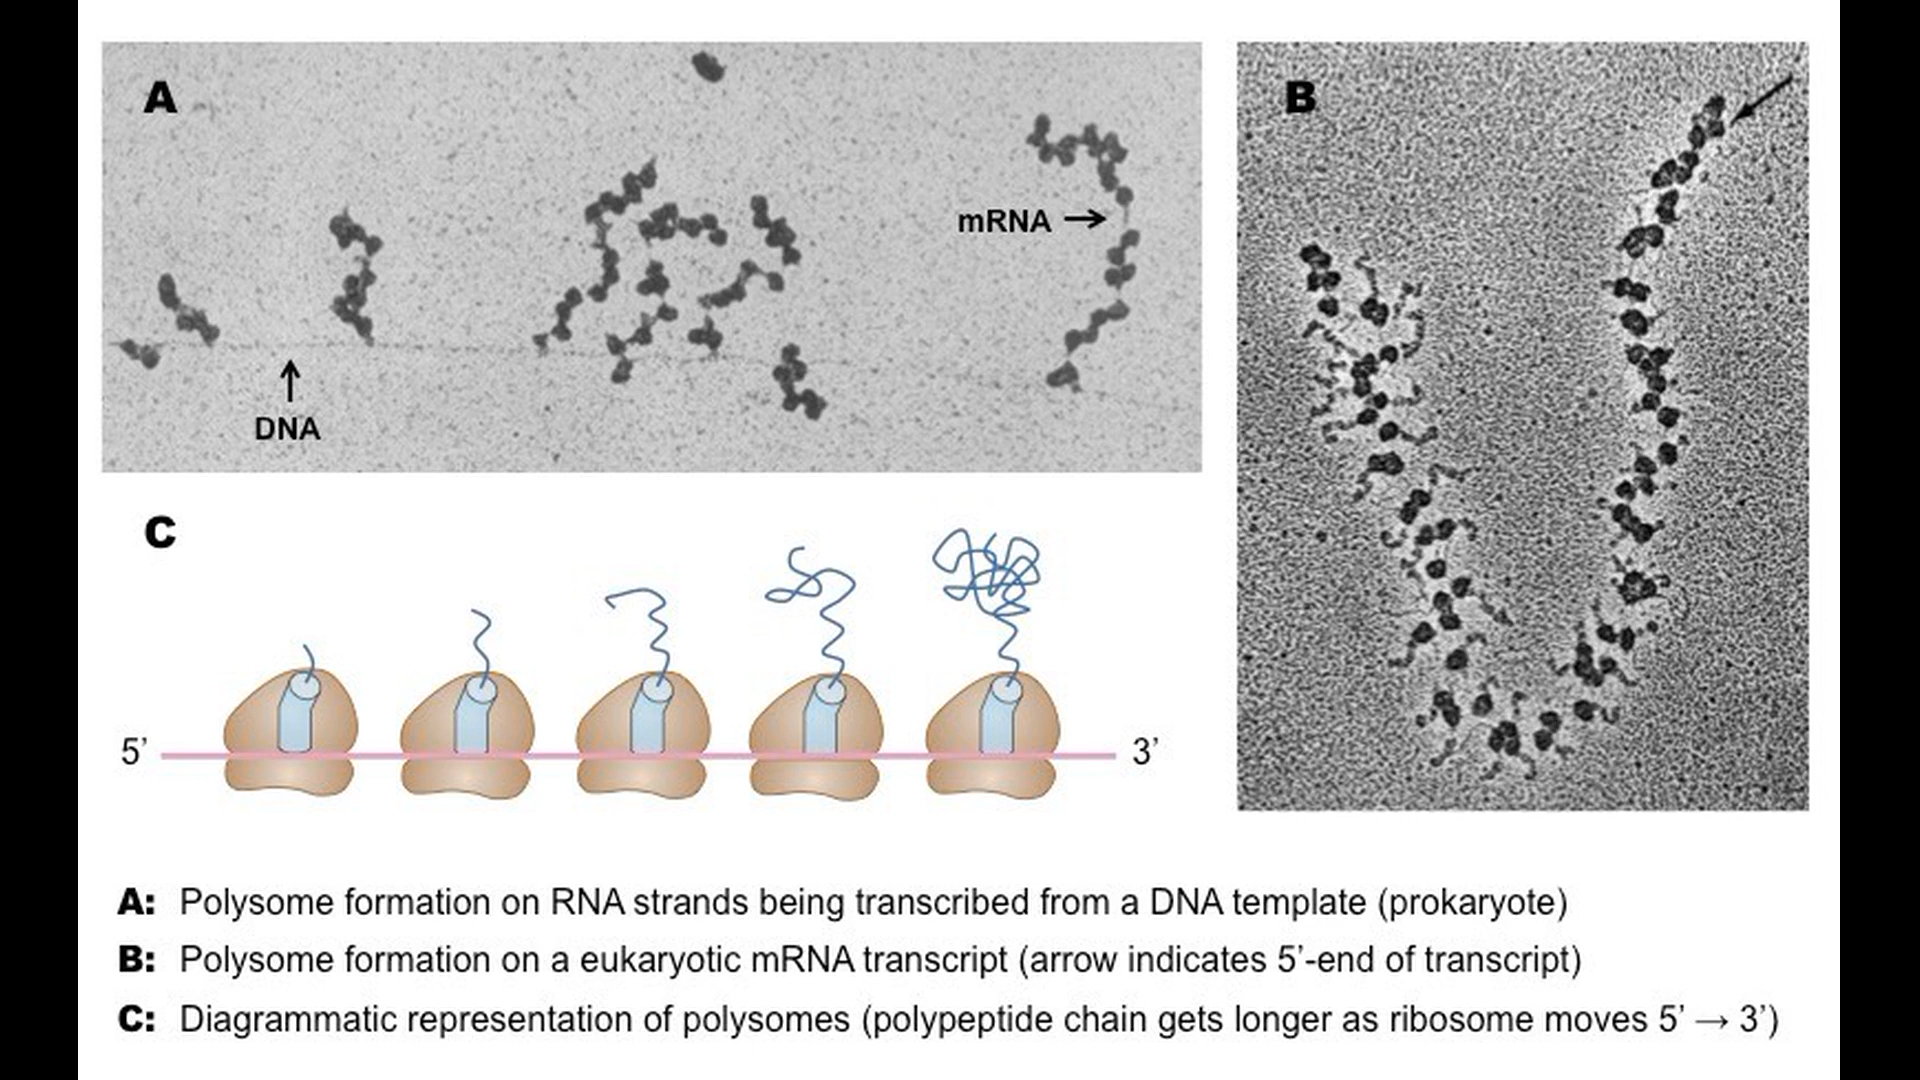 A
B
mRNA →
DNA
C
5’
3’
A: Polysome formation on RNA strands being transcribed from a DNA template (prokaryote)
B: Polysome formation on a eukaryotic mRNA transcript (arrow indicates 5’-end of transcript)
C: Diagrammatic representation of polysomes (polypeptide chain gets longer as ribosome moves 5’ → 3’)